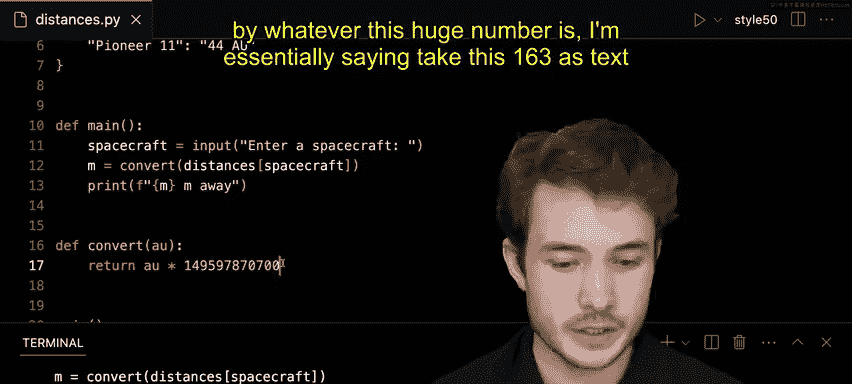 distances.py
style50
by whatever this huge number is, I'm
essentially saying take this 163 as text
6 "Pioneer 11": "44 AU"
7 }
8
9
10 def main():
11 spacecraft = input("Enter a spacecraft: ")
12 m = convert(distances[spacecraft])
13 print(f"{m} m away")
14
15
16 def convert(au):
17 return au * 149597870700
18
19
TERMINAL
m = convert(distances[spacecraft])